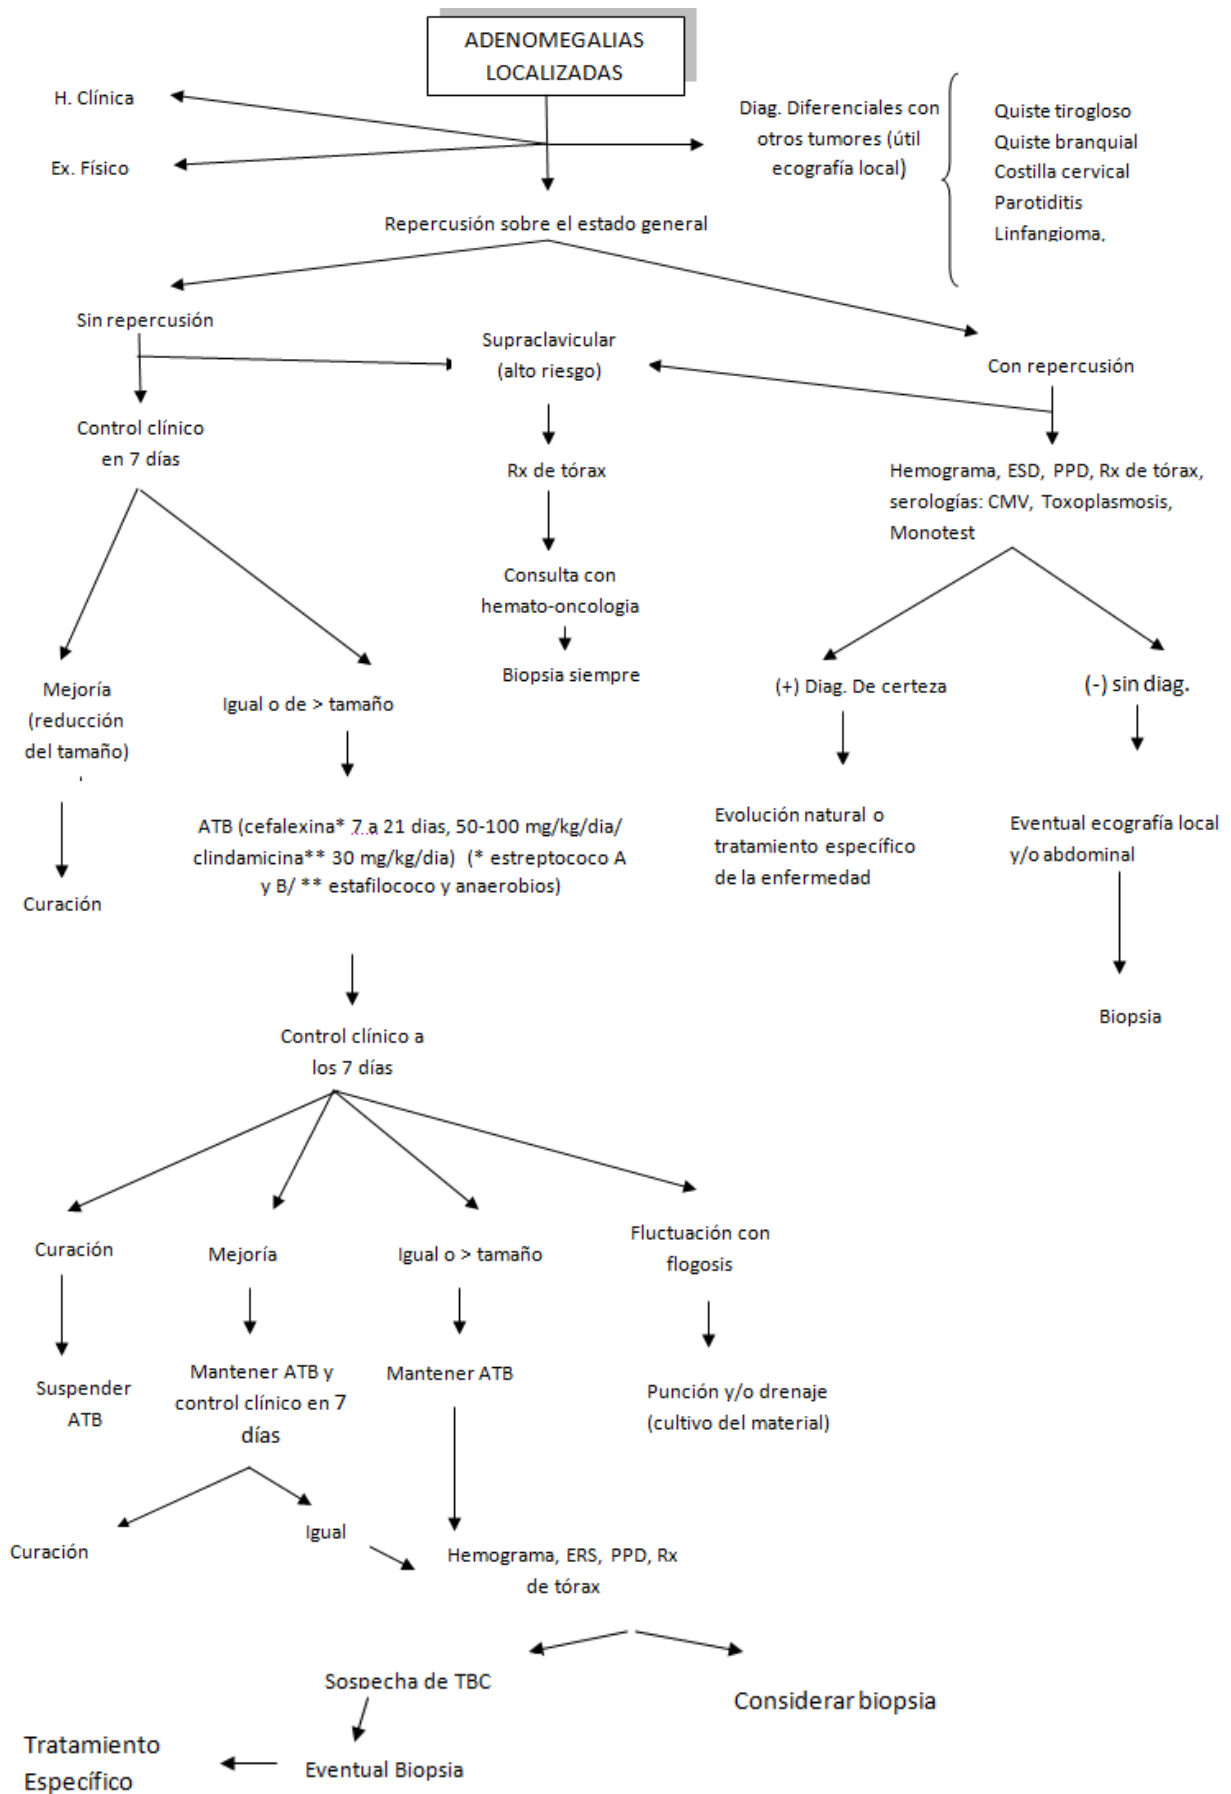 ADENOMEGALIAS
LOCALIZADAS
H. Clínica
Ex. Físico
Diag. Diferenciales con
otros tumores (útil
ecografía local)
Quiste tirogloso
Quiste branquial
Costilla cervical
Parotiditis
Linfangioma,
Repercusión sobre el estado general
Sin repercusión
Supraclavicular
(alto riesgo)
Con repercusión
Control clínico
en 7 días
Rx de tórax
Hemograma, ESD, PPD, Rx de tórax,
serologías: CMV, Toxoplasmosis,
Monotest
Consulta con
hemato-oncologia
Biopsia siempre
Mejoría
(reducción
del tamaño)
Igual o de > tamaño
(+) Diag. De certeza
(-) sin diag.
Curación
ATB (cefalexina* 7 a 21 dias, 50-100 mg/kg/dia/
clindamicina** 30 mg/kg/dia) (* estreptococo A
y B/ ** estafilococo y anaerobios)
Evolución natural o
tratamiento específico
de la enfermedad
Eventual ecografía local
y/o abdominal
Biopsia
Control clínico a
los 7 días
Curación
Mejoría
Igual o > tamaño
Fluctuación con
flogosis
Suspender
ATB
Mantener ATB y
control clínico en 7
días
Mantener ATB
Punción y/o drenaje
(cultivo del material)
Curación
Igual
Hemograma, ERS, PPD, Rx
de tórax
Sospecha de TBC
Considerar biopsia
Tratamiento
Específico
Eventual Biopsia